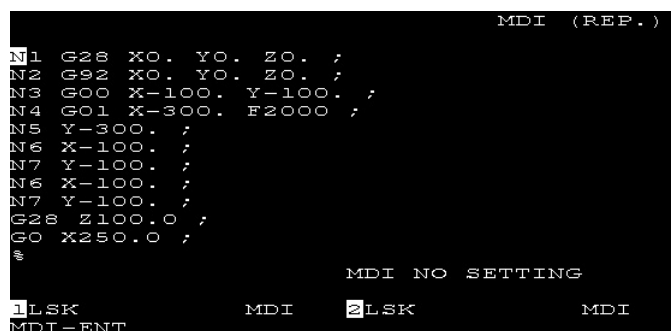 MDI (REP.)
N1 G28 X0. Y0. Z0. ;
N2 G92 X0. Y0. Z0. ;
N3 G00 X-100. Y-100. ;
N4 G01 X-300. F2000 ;
N5 Y-300. ;
N6 X-100. ;
N7 Y-100. ;
N6 X-100. ;
N7 Y-100. ;
G28 Z100.0 ;
G0 X250.0 ;
%
MDI NO SETTING
1LSK MDI 2LSK MDI
MDI-ENT